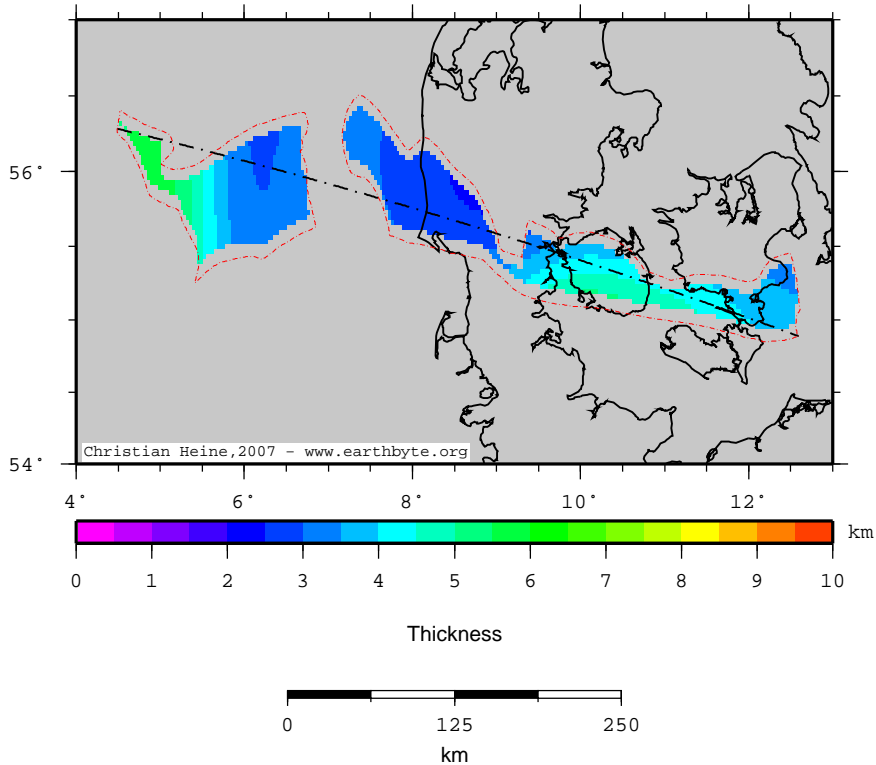 56°
54°
Christian Heine,2007 - www.earthbyte.org
4° 6° 8° 10° 12°
km
0 1 2 3 4 5 6 7 8 9 10
Thickness
0 125 250
km